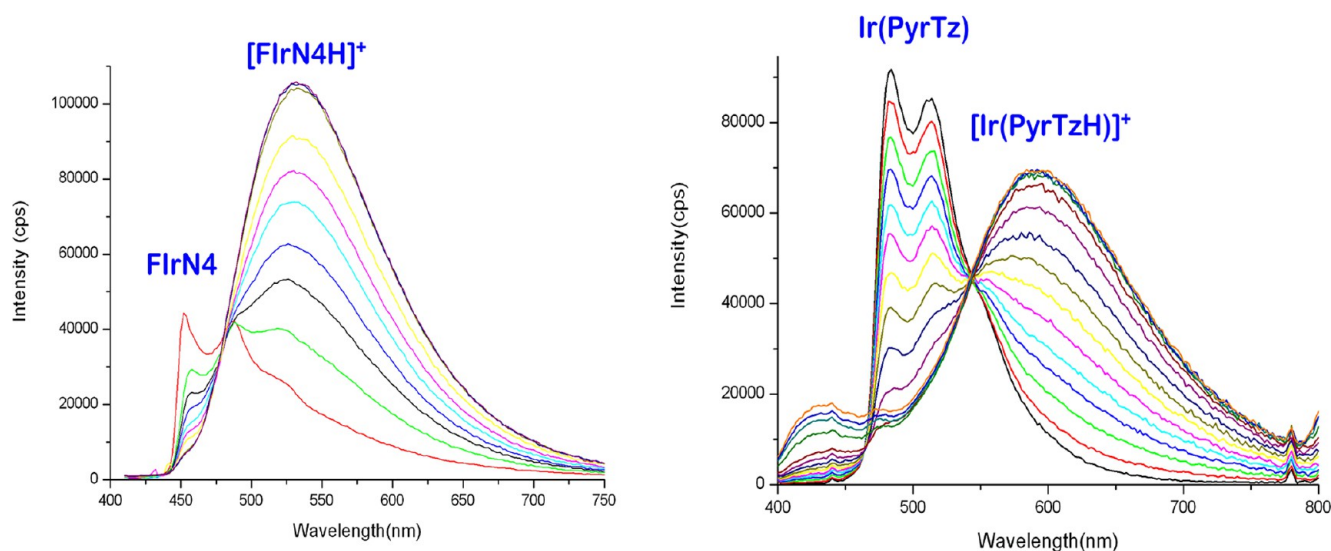 [FIrN4H]+
FIrN4
Intensity (cps)
100000
80000
60000
40000
20000
0
400 450 500 550 600 650 700 750
Wavelength(nm)
Ir(PyrTz)
[Ir(PyrTzH)]+
Intensity(cps)
80000
60000
40000
20000
0
400 500 600 700 800
Wavelength(nm)